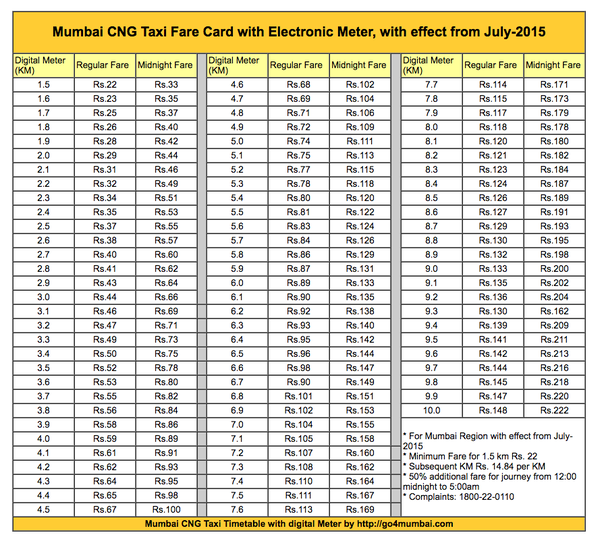 Mumbai CNG Taxi Fare Card with Electronic Meter, with effect from July-2015
Digital Meter (KM) Regular Fare Midnight Fare Digital Meter (KM) Regular Fare Midnight Fare Digital Meter (KM) Regular Fare Midnight Fare
1.5 Rs.22 Rs.33 4.6 Rs.68 Rs.102 7.7 Rs.114 Rs.171
1.6 Rs.23 Rs.35 4.7 Rs.69 Rs.104 7.8 Rs.115 Rs.173
1.7 Rs.25 Rs.37 4.8 Rs.71 Rs.106 7.9 Rs.117 Rs.179
1.8 Rs.26 Rs.40 4.9 Rs.72 Rs.109 8.0 Rs.118 Rs.178
1.9 Rs.28 Rs.42 5.0 Rs.74 Rs.111 8.1 Rs.120 Rs.180
2.0 Rs.29 Rs.44 5.1 Rs.75 Rs.113 8.2 Rs.121 Rs.182
2.1 Rs.31 Rs.46 5.2 Rs.77 Rs.115 8.3 Rs.123 Rs.184
2.2 Rs.32 Rs.49 5.3 Rs.78 Rs.118 8.4 Rs.124 Rs.187
2.3 Rs.34 Rs.51 5.4 Rs.80 Rs.120 8.5 Rs.126 Rs.189
2.4 Rs.35 Rs.53 5.5 Rs.81 Rs.122 8.6 Rs.127 Rs.191
2.5 Rs.37 Rs.55 5.6 Rs.83 Rs.124 8.7 Rs.129 Rs.193
2.6 Rs.38 Rs.57 5.7 Rs.84 Rs.126 8.8 Rs.130 Rs.195
2.7 Rs.40 Rs.60 5.8 Rs.86 Rs.129 8.9 Rs.132 Rs.198
2.8 Rs.41 Rs.62 5.9 Rs.87 Rs.131 9.0 Rs.133 Rs.200
2.9 Rs.43 Rs.64 6.0 Rs.89 Rs.133 9.1 Rs.135 Rs.202
3.0 Rs.44 Rs.66 6.1 Rs.90 Rs.135 9.2 Rs.136 Rs.204
3.1 Rs.46 Rs.69 6.2 Rs.92 Rs.138 9.3 Rs.130 Rs.162
3.2 Rs.47 Rs.71 6.3 Rs.93 Rs.140 9.4 Rs.139 Rs.209
3.3 Rs.49 Rs.73 6.4 Rs.95 Rs.142 9.5 Rs.141 Rs.211
3.4 Rs.50 Rs.75 6.5 Rs.96 Rs.144 9.6 Rs.142 Rs.213
3.5 Rs.52 Rs.78 6.6 Rs.98 Rs.147 9.7 Rs.144 Rs.216
3.6 Rs.53 Rs.80 6.7 Rs.90 Rs.149 9.8 Rs.145 Rs.218
3.7 Rs.55 Rs.82 6.8 Rs.101 Rs.151 9.9 Rs.147 Rs.220
3.8 Rs.56 Rs.84 6.9 Rs.102 Rs.153 10.0 Rs.148 Rs.222
3.9 Rs.58 Rs.86 7.0 Rs.104 Rs.155
4.0 Rs.59 Rs.89 7.1 Rs.105 Rs.158
4.1 Rs.61 Rs.91 7.2 Rs.107 Rs.160
4.2 Rs.62 Rs.93 7.3 Rs.108 Rs.162
4.3 Rs.64 Rs.95 7.4 Rs.110 Rs.164
4.4 Rs.65 Rs.98 7.5 Rs.111 Rs.167
4.5 Rs.67 Rs.100 7.6 Rs.113 Rs.169
* For Mumbai Region with effect from July-
2015
* Minimum Fare for 1.5 km Rs. 22
* Subsequent KM Rs. 14.84 per KM
* 50% additional fare for journey from 12:00
midnight to 5:00am
* Complaints: 1800-22-0110
Mumbai CNG Taxi Timetable with digital Meter by http://go4mumbai.com